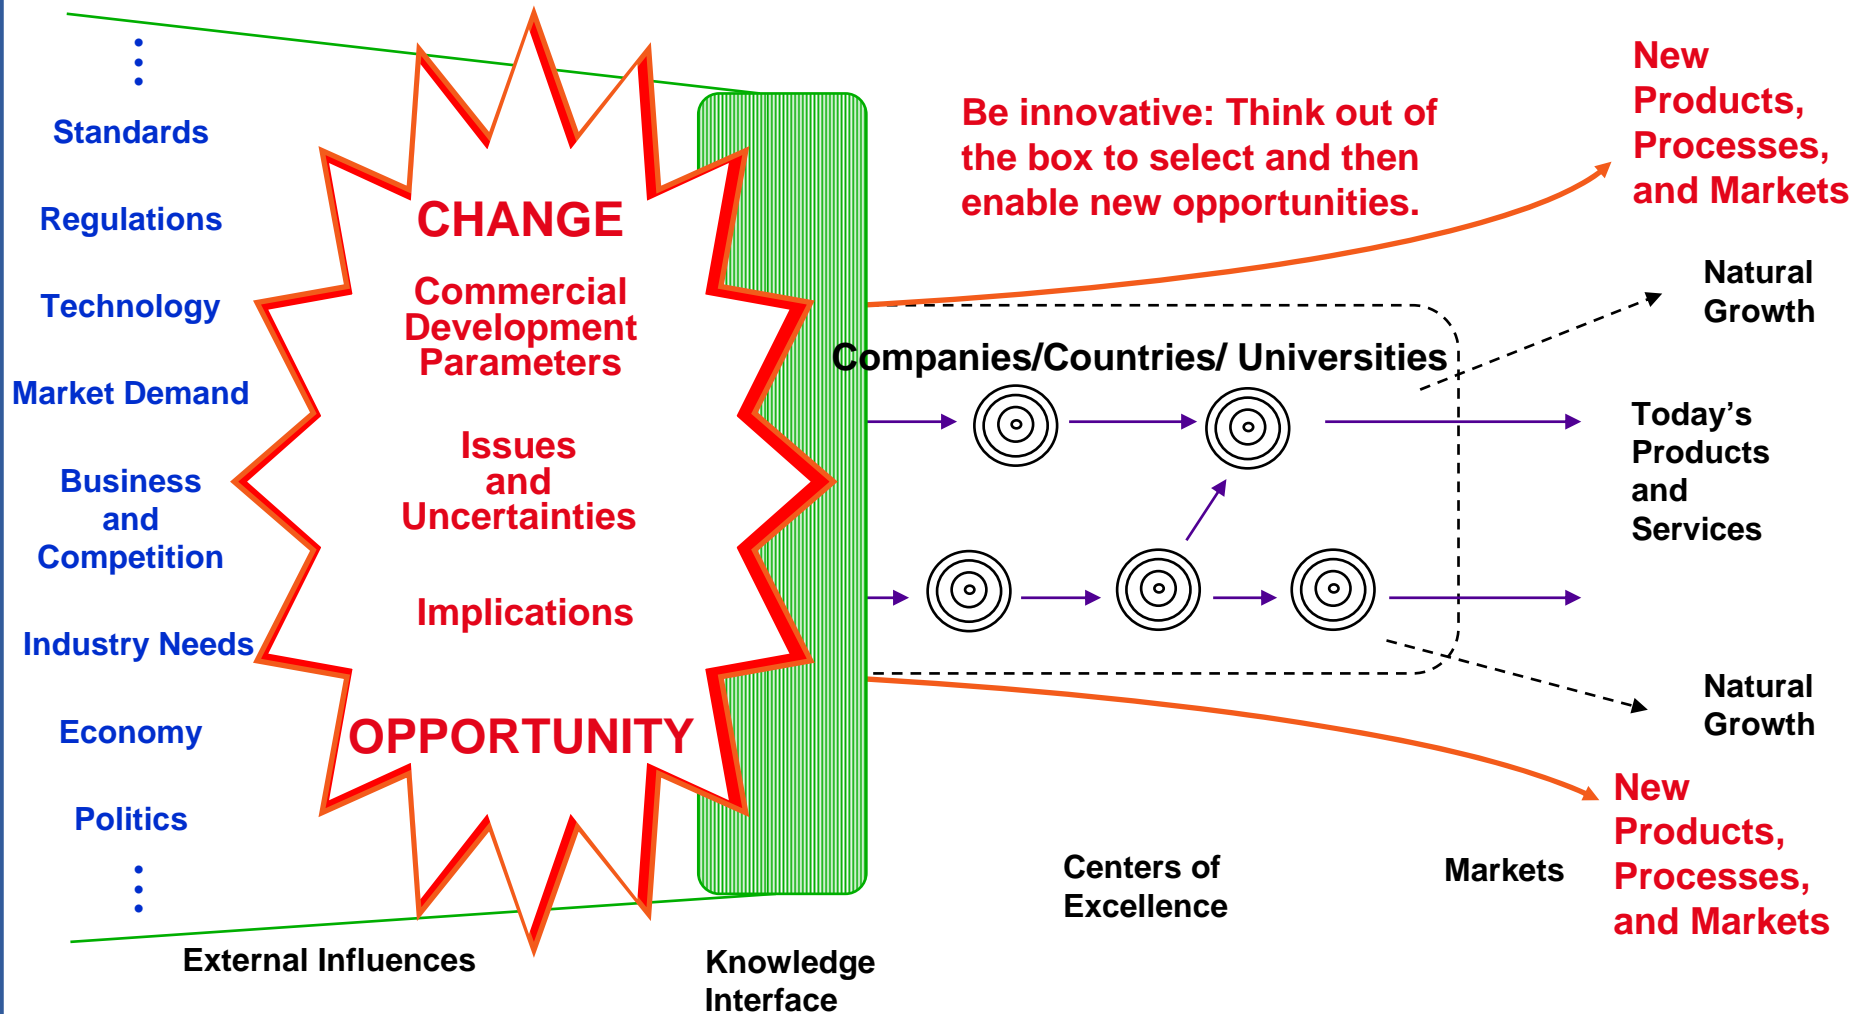 Standards
Regulations
Technology
Market Demand
Business
and
Competition
Industry Needs
Economy
Politics
External Influences
CHANGE
Commercial
Development
Parameters
Issues
and
Uncertainties
Implications
OPPORTUNITY
Knowledge
Interface
Be innovative: Think out of
the box to select and then
enable new opportunities.
Companies/Countries/ Universities
Centers of
Excellence
Markets
New
Products,
Processes,
and Markets
Natural
Growth
Today’s
Products
and
Services
Natural
Growth
New
Products,
Processes,
and Markets